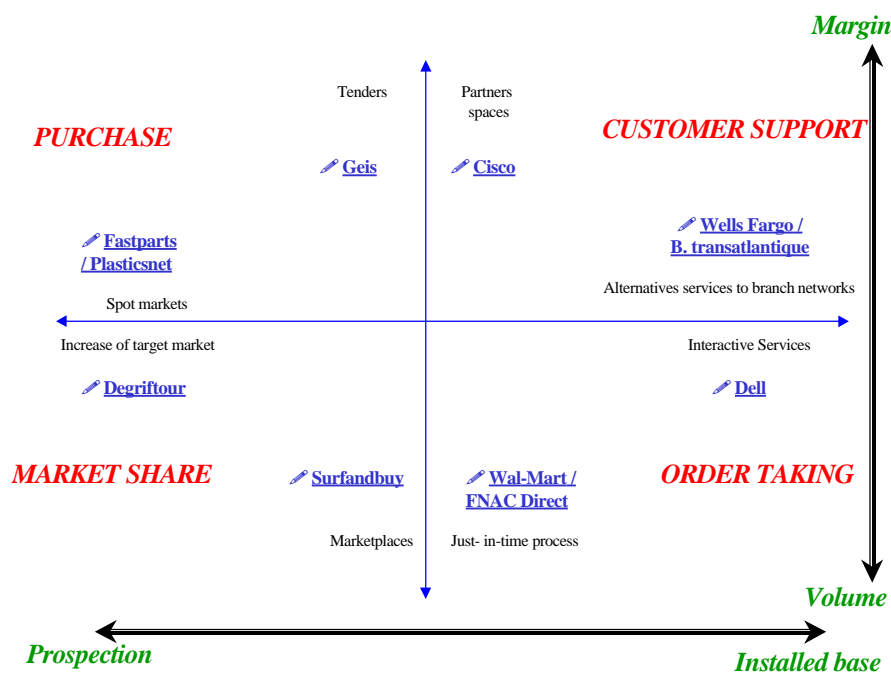 Margin
Tenders
Partners
spaces
PURCHASE
CUSTOMER SUPPORT
Geis
Cisco
Wells Fargo /
B. transatlantique
Fastparts
/ Plasticsnet
Alternatives services to branch networks
Spot markets
Increase of target market
Interactive Services
Degriftour
Dell
MARKET SHARE
Surfandbuy
Wal-Mart /
FNAC Direct
ORDER TAKING
Marketplaces
Just- in-time process
Volume
Prospection
Installed base